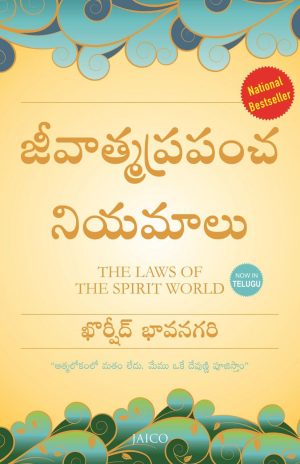 National
Bestseller
జీవాత్మప్రపంచ
నియమాలు
THE LAWS OF
THE SPIRIT WORLD
NOW IN
TELUGU
ఖొర్షీద్ భావనగరి
“ఆత్మలోకంలో మతం లేదు, మేము ఒకే దేవుణ్ణి పూజిస్తాం”
JAICO